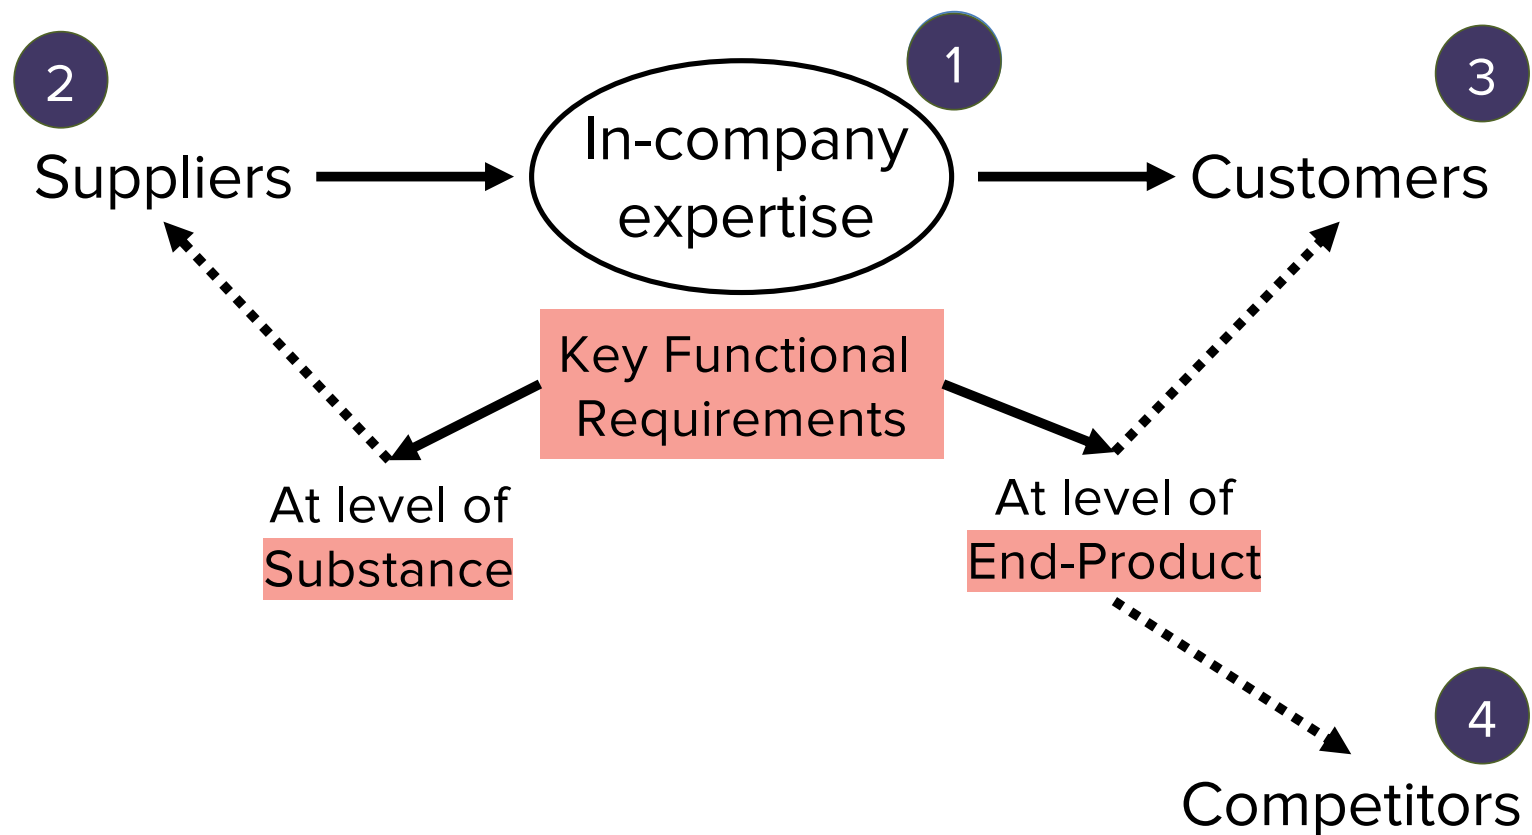 2
Suppliers
1
In-company
expertise
3
Customers
Key Functional
Requirements
At level of
Substance
At level of
End-Product
4
Competitors